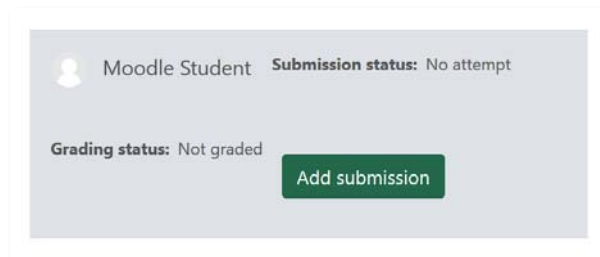 Moodle Student Submission status: No attempt
Grading status: Not graded
Add submission